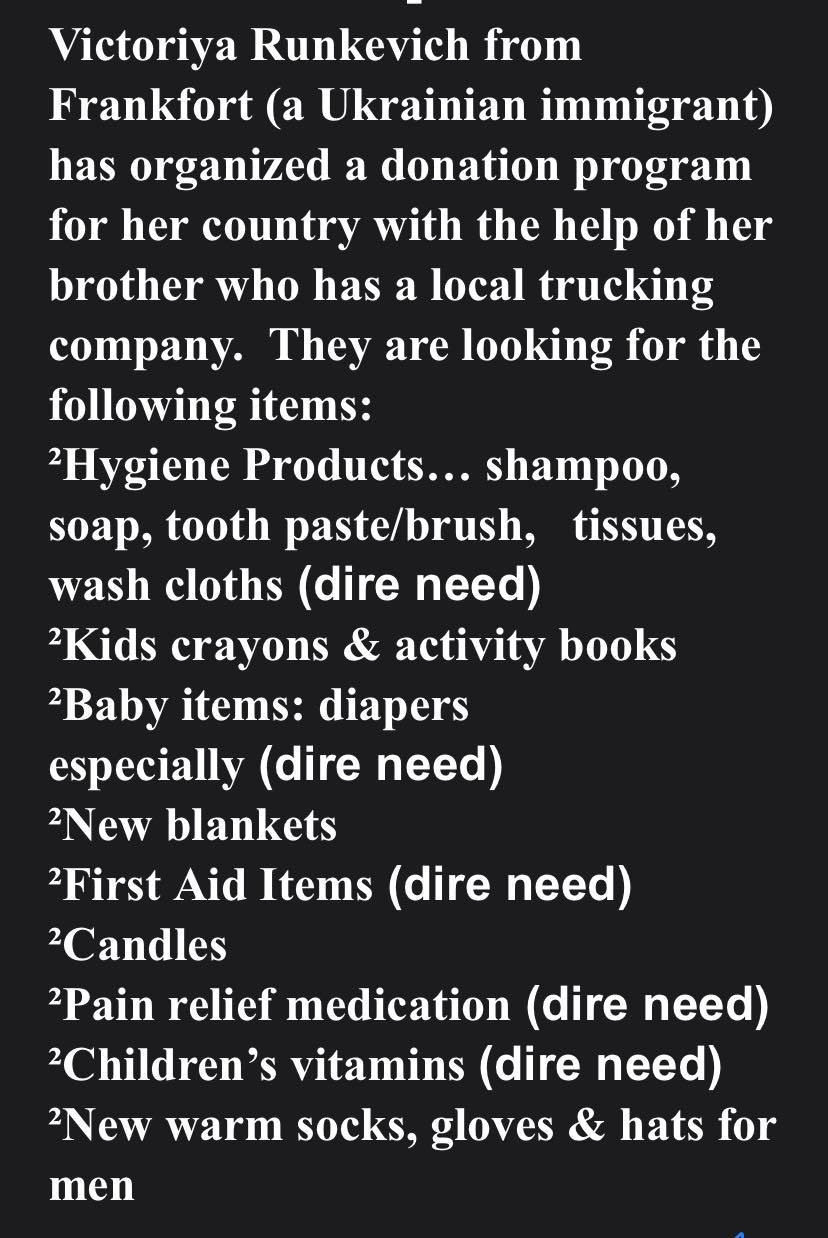 Victoriya Runkevich from
Frankfort (a Ukrainian immigrant)
has organized a donation program
for her country with the help of her
brother who has a local trucking
company.  They are looking for the
following items:
²Hygiene Products… shampoo,
soap, tooth paste/brush,   tissues,
wash cloths (dire need)
²Kids crayons & activity books
²Baby items: diapers
especially (dire need)
²New blankets
²First Aid Items (dire need)
²Candles
²Pain relief medication (dire need)
²Children’s vitamins (dire need)
²New warm socks, gloves & hats for
men